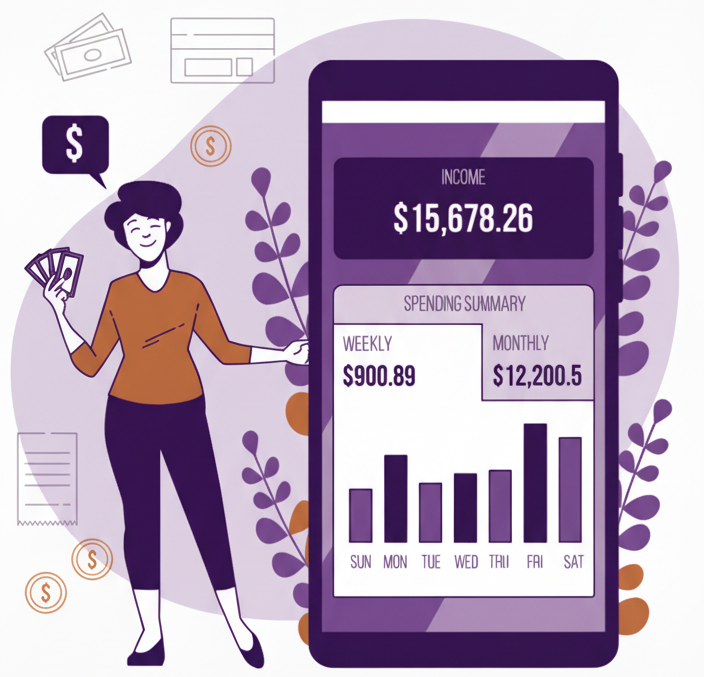 $
$
INCOME
$15,678.26
SPENDING SUMMARY
WEEKLY
$900.89
MONTHLY
$12,200.5
SUN MON TUE WED THU FRI SAT
$
$